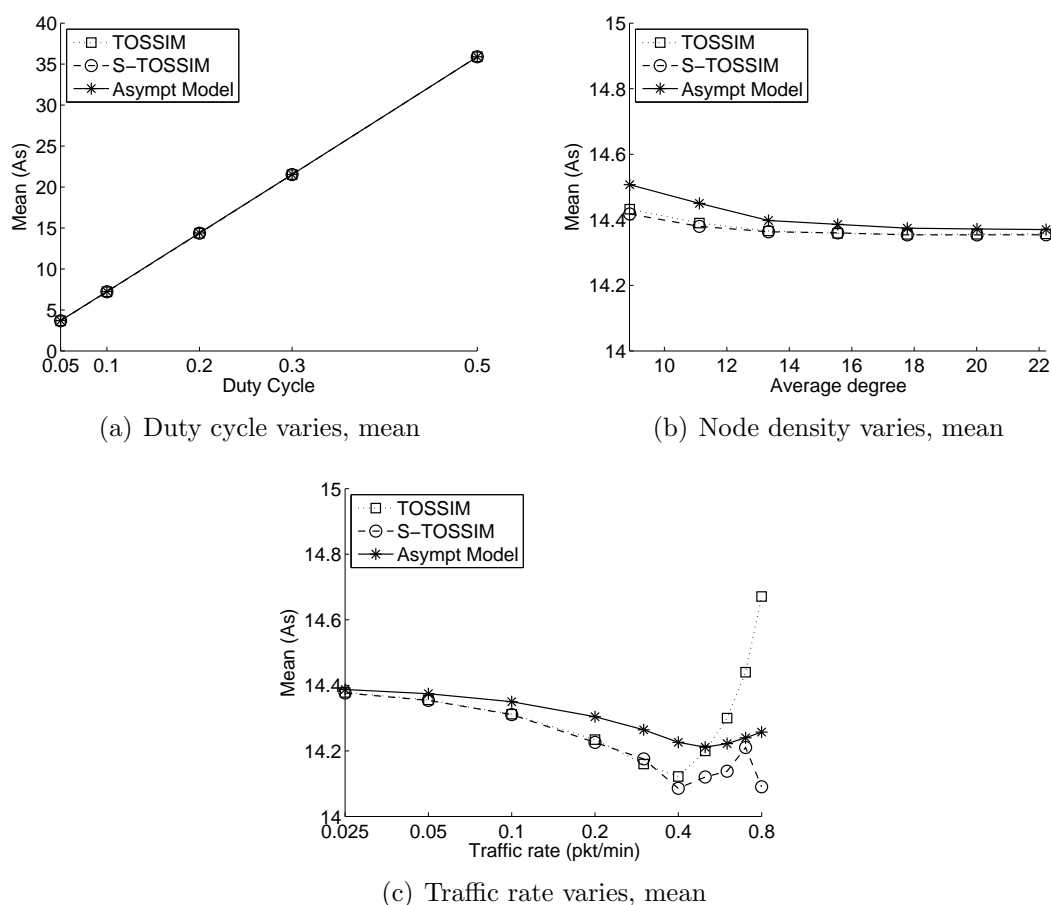 40
35
30
25
20
15
10
5
0
Mean (As)
TOSSIM
S−TOSSIM
Asympt Model
0.05 0.1 0.2 0.3 0.5
Duty Cycle
(a) Duty cycle varies, mean
15
14.8
14.6
14.4
14.2
14
Mean (As)
TOSSIM
S−TOSSIM
Asympt Model
10 12 14 16 18 20 22
Average degree
(b) Node density varies, mean
15
14.8
14.6
14.4
14.2
14
Mean (As)
TOSSIM
S−TOSSIM
Asympt Model
0.025 0.05 0.1 0.2 0.4 0.8
Traffic rate (pkt/min)
(c) Traffic rate varies, mean